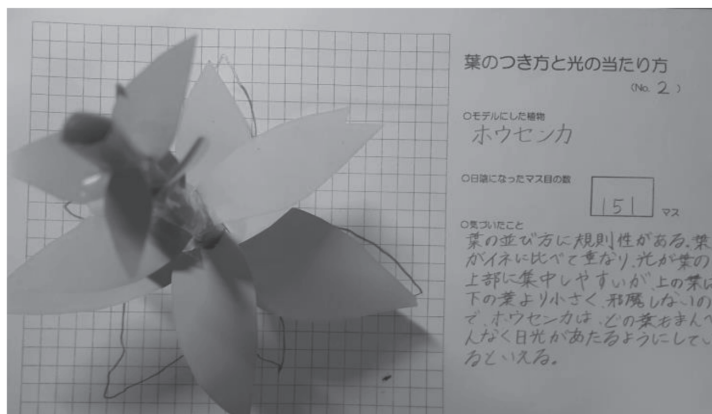 葉のつき方と光の当たり方
(No. 2)
○モデルにした植物
ホウセンカ
○日陰になったマス目の数
151 マス
○気づいたこと
葉の並び方に規則性がある。葉
がイネに比べて重なり、光が葉の
上部に集中しやすいが、上の葉は
下の葉より小さく、邪魔しないの
で、ホウセンカは、どの葉もまんべ
んなく日光があたるようにしてい
るといえる。